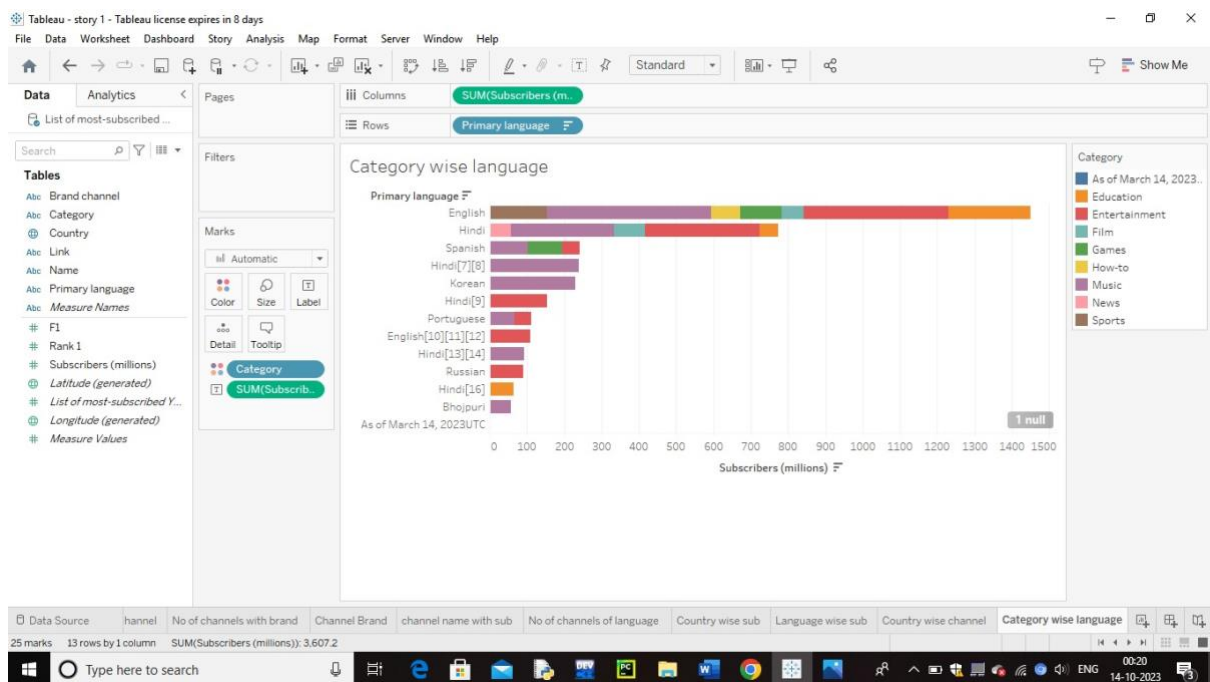 Tableau - story 1 - Tableau license expires in 8 days
File Data Worksheet Dashboard Story Analysis Map Format Server Window Help
Standard
Show Me
Data Analytics
List of most-subscribed ...
Search
Tables
Abc Brand channel
Abc Category
Country
Abc Link
Abc Name
Abc Primary language
Abc Measure Names
# F1
# Rank 1
# Subscribers (millions)
Latitude (generated)
# List of most-subscribed Y...
Longitude (generated)
# Measure Values
Pages
Filters
Marks
Automatic
Color Size Label
Detail Tooltip
Category
SUM(Subscrib..
Columns SUM(Subscribers (m..
Rows Primary language
Category wise language
Primary language
English
Hindi
Spanish
Hindi[7][8]
Korean
Hindi[9]
Portuguese
English[10][11][12]
Hindi[13][14]
Russian
Hindi[16]
Bhojpuri
As of March 14, 2023UTC
1 null
0 100 200 300 400 500 600 700 800 900 1000 1100 1200 1300 1400 1500
Subscribers (millions)
Category
As of March 14, 2023..
Education
Entertainment
Film
Games
How-to
Music
News
Sports
Data Source hannel No of channels with brand Channel Brand channel name with sub No of channels of language Country wise sub Language wise sub Country wise channel Category wise language
25 marks 13 rows by 1 column SUM(Subscribers (millions)): 3,607.2
Type here to search
DEV
PC
W
ENG
00:20
14-10-2023
3